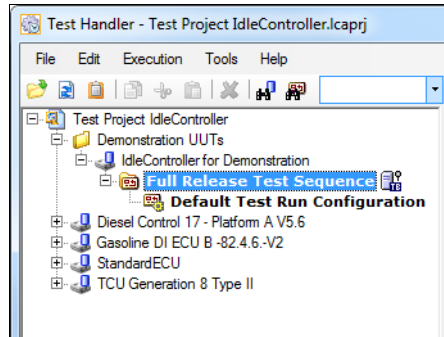 Test Handler - Test Project IdleController.lcaprj
File Edit Execution Tools Help
Test Project IdleController
Demonstration UUTs
IdleController for Demonstration
Full Release Test Sequence
TB
Default Test Run Configuration
Diesel Control 17 - Platform A V5.6
Gasoline DI ECU B -82.4.6.-V2
StandardECU
TCU Generation 8 Type II